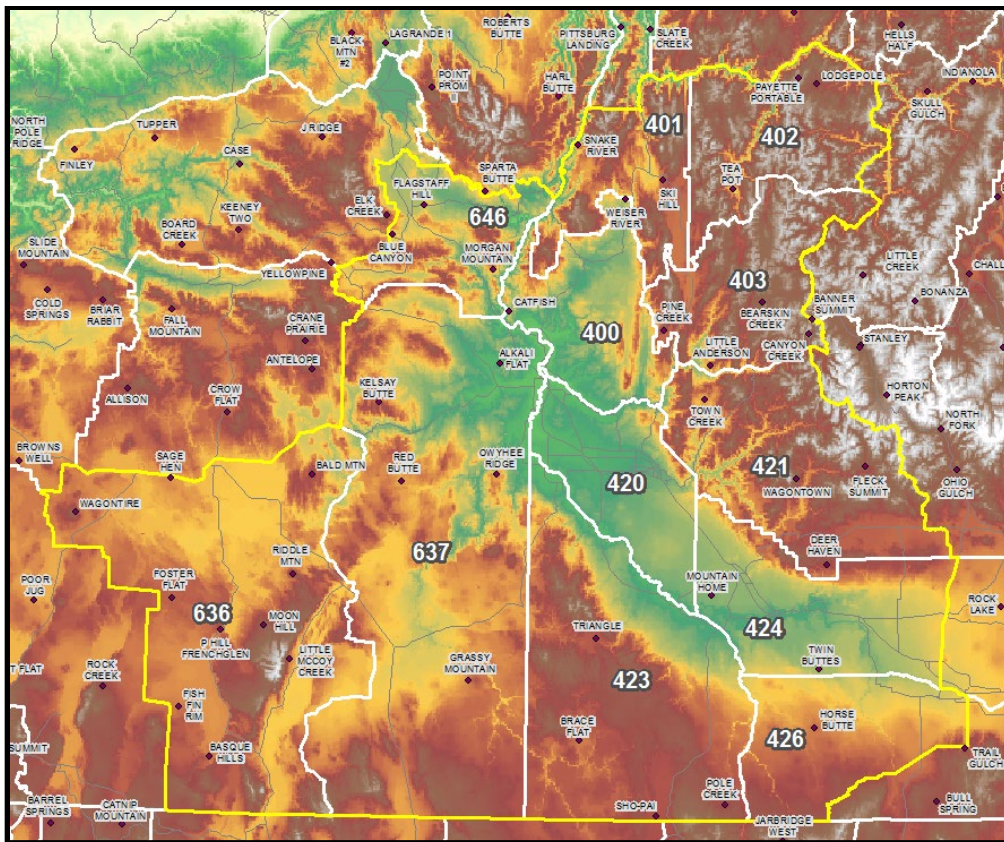 ROBERTS
BUTTE
PITTSBURG
LANDING
SLATE
CREEK
HELLS
HALF
BLACK
MTN
#2
LAGRANDE 1
POINT
PROM
II
HARL
BUTTE
PAYETTE
PORTABLE
LODGEPOLE
INDIANOLA
SKULL
GULCH
NORTH
POLE
RIDGE
TUPPER
J RIDGE
FINLEY
CASE
SNAKE
RIVER
401
402
SPARTA
BUTTE
TEA
POT
SKI
HILL
FLAGSTAFF
HILL
ELK
CREEK
646
WEISER
RIVER
KEENEY
TWO
BOARD
CREEK
BLUE
CANYON
SLIDE
MOUNTAIN
YELLOWPINE
MORGAN
MOUNTAIN
LITTLE
CREEK
CHALL
COLD
SPRINGS
BRIAR
RABBIT
FALL
MOUNTAIN
CRANE
PRAIRIE
CATFISH
400
PINE
CREEK
403
BEARSKIN
CREEK
BANNER
SUMMIT
BONANZA
CANYON
CREEK
STANLEY
ANTELOPE
ALKALI
FLAT
LITTLE
ANDERSON
ALLISON
CROW
FLAT
KELSAY
BUTTE
TOWN
CREEK
HORTON
PEAK
NORTH
FORK
BROWNS
WELL
SAGE
HEN
BALD MTN
RED
BUTTE
OWYHEE
RIDGE
420
421
WAGONTOWN
FLECK
SUMMIT
OHIO
GULCH
WAGONTIRE
637
DEER
HAVEN
POOR
JUG
FOSTER
FLAT
RIDDLE
MTN
MOUNTAIN
HOME
ROCK
LAKE
636
MOON
HILL
P HILL
FRENCHGLEN
TRIANGLE
424
T FLAT
ROCK
CREEK
LITTLE
MCCOY
CREEK
GRASSY
MOUNTAIN
423
TWIN
BUTTES
FISH
FIN
RIM
BRACE
FLAT
HORSE
BUTTE
426
SUMMIT
BASQUE
HILLS
TRAIL
GULCH
BARREL
SPRINGS
CATNIP
MOUNTAIN
SHO-PAI
POLE
CREEK
JARBRIDGE
WEST
BULL
SPRING